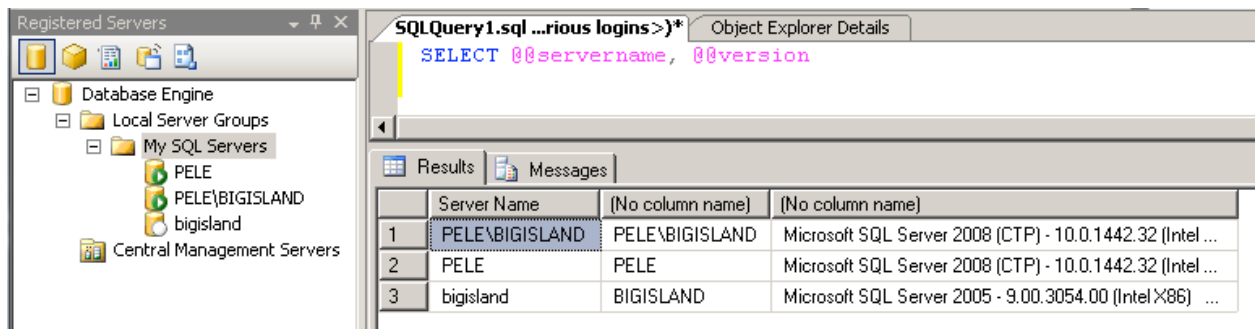 Registered Servers
SQLQuery1.sql ...rious logins>)* Object Explorer Details
SELECT @@servername, @@version
Database Engine
Local Server Groups
My SQL Servers
PELE
PELE\BIGISLAND
bigisland
Central Management Servers
Results Messages
Server Name (No column name) (No column name)
1 PELE\BIGISLAND PELE\BIGISLAND Microsoft SQL Server 2008 (CTP) - 10.0.1442.32 (Intel ...
2 PELE PELE Microsoft SQL Server 2008 (CTP) - 10.0.1442.32 (Intel ...
3 bigisland BIGISLAND Microsoft SQL Server 2005 - 9.00.3054.00 (Intel X86) ...